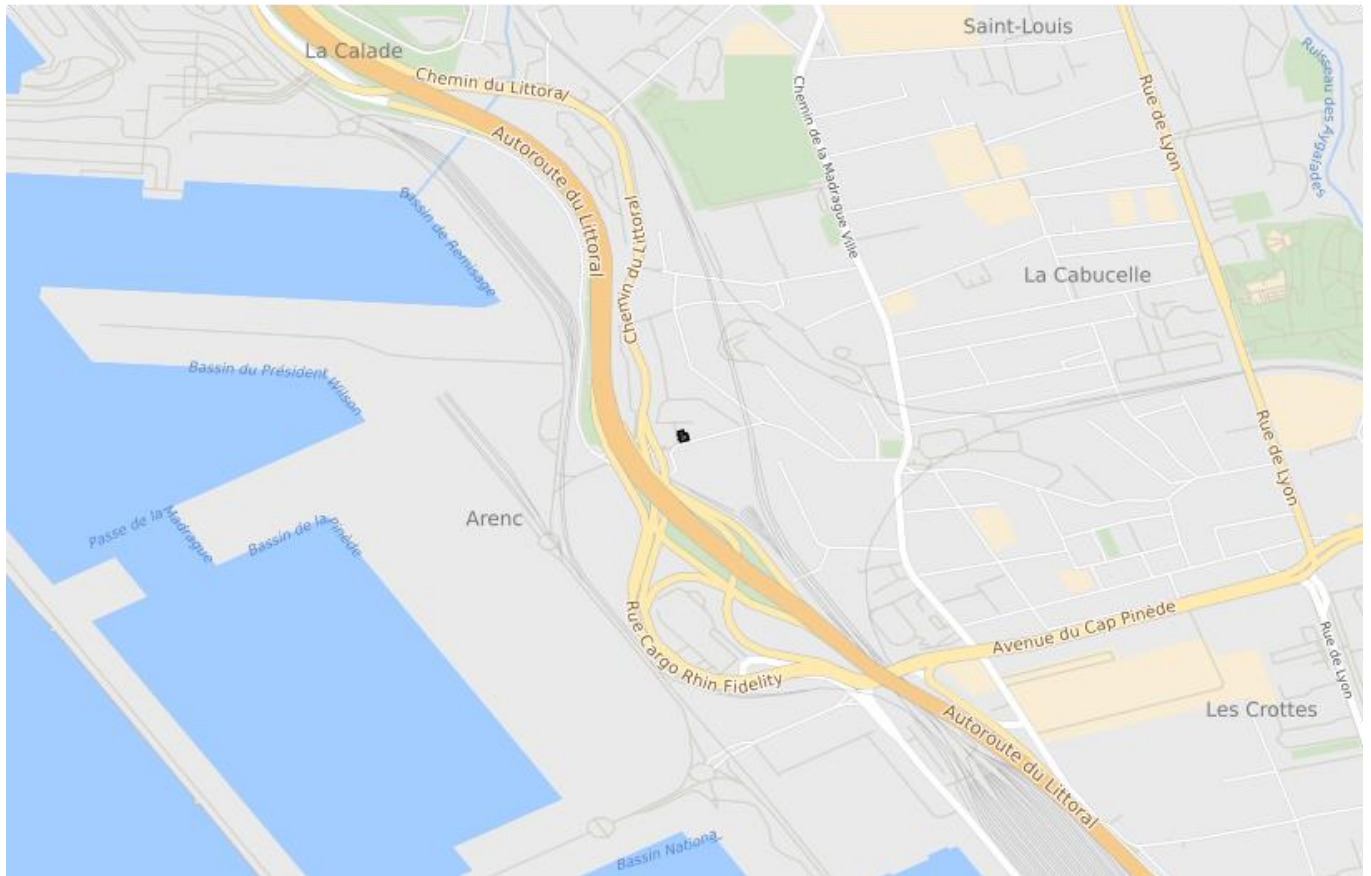 Saint-Louis
La Calade
Chemin du Littoral
Rue de Lyon
Ruisseau des Aygalades
Chemin de la Madrague Ville
Autoroute du Littoral
Bassin de Remisage
Chemin du Littoral
La Cabucelle
Bassin du Président Wilson
Rue de Lyon
Arenc
Passe de la Madrague
Bassin de la Pinède
Rue Cargo Rhin Fidelity
Avenue du Cap Pinède
Rue de Lyon
Les Crottes
Autoroute du Littoral
Bassin Nationa